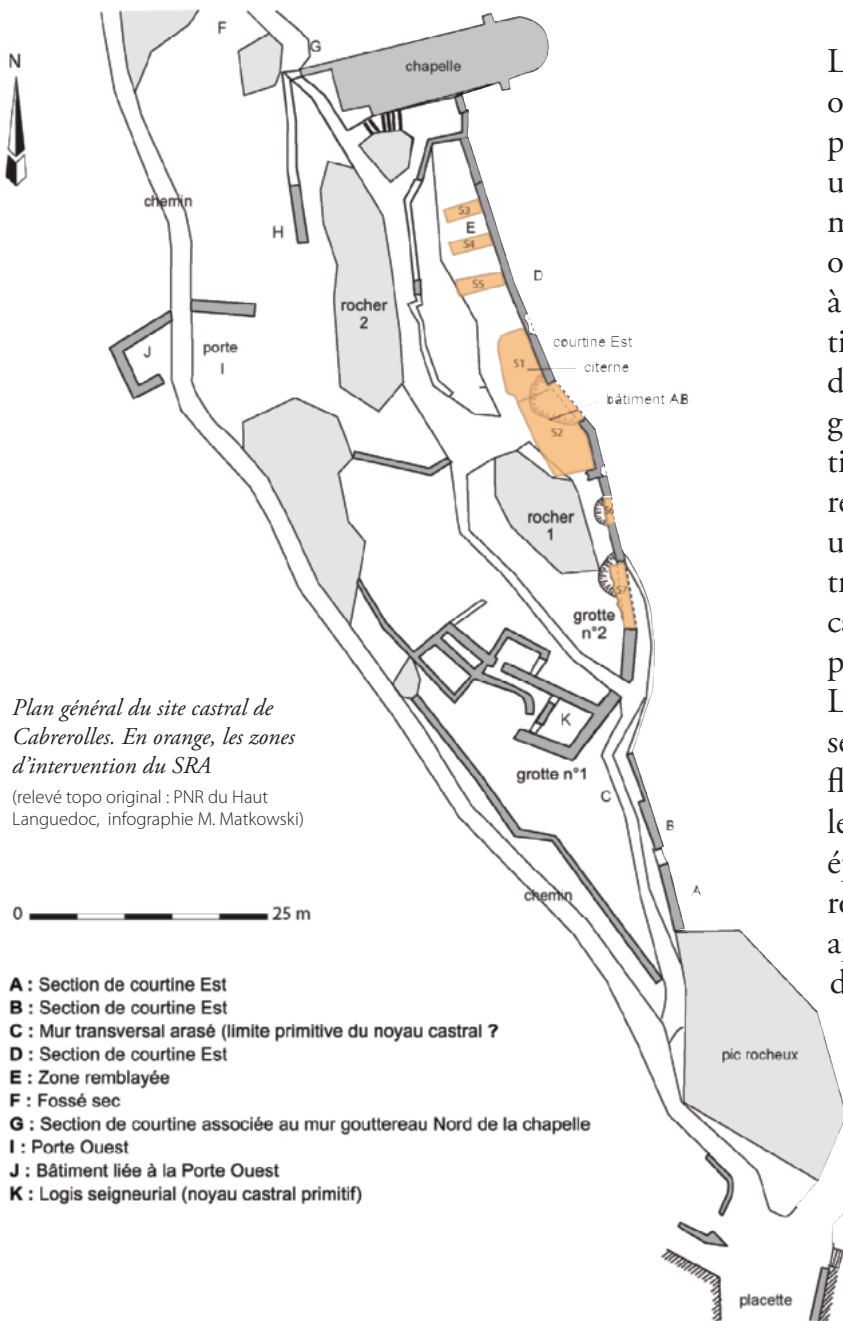 F
G
N
chapelle
chemin
S3
E
S4
H
D
S5
rocher
2
porte
I
J
courtine Est
S1
citerne
bâtiment AB
S2
rocher
1
S7
grotte
n°2
K
grotte n°1
Plan général du site castral de
Cabrerolles. En orange, les zones
d'intervention du SRA
(relevé topo original : PNR du Haut
Languedoc, infographie M. Matkowski)
C
B
A
chemin
0 25 m
A : Section de courtine Est
B : Section de courtine Est
C : Mur transversal arasé (limite primitive du noyau castral ?
D : Section de courtine Est
E : Zone remblayée
F : Fossé sec
G : Section de courtine associée au mur gouttereau Nord de la chapelle
I : Porte Ouest
J : Bâtiment liée à la Porte Ouest
K : Logis seigneurial (noyau castral primitif)
pic rocheux
placette